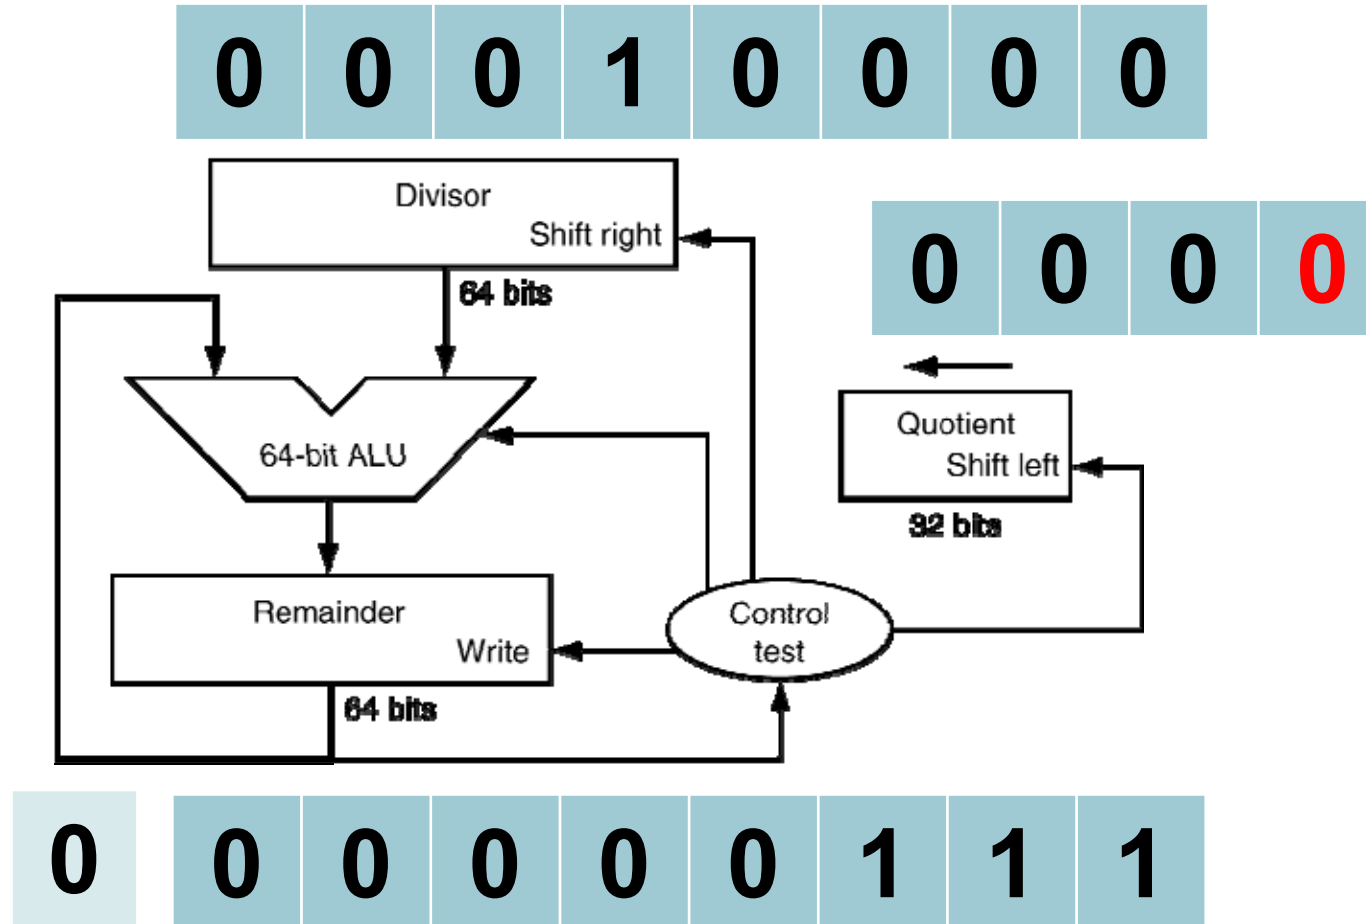 0 0 0 1 0 0 0 0
Divisor
Shift right
64 bits
0 0 0 0
64-bit ALU
Quotient
Shift left
32 bits
Remainder
Write
Control
test
64 bits
0 0 0 0 0 0 1 1 1